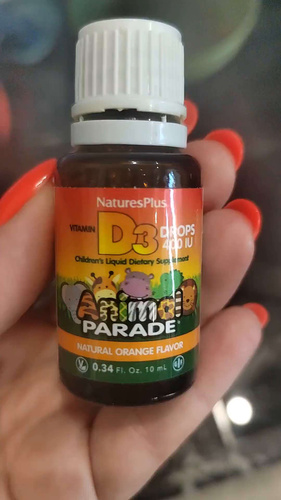 NaturesPlus
VITAMIN D3 DROPS
400 IU
Children's Liquid Dietary Supplement
Animal
PARADE
NATURAL ORANGE FLAVOR
0.34 Fl. Oz. 10 mL